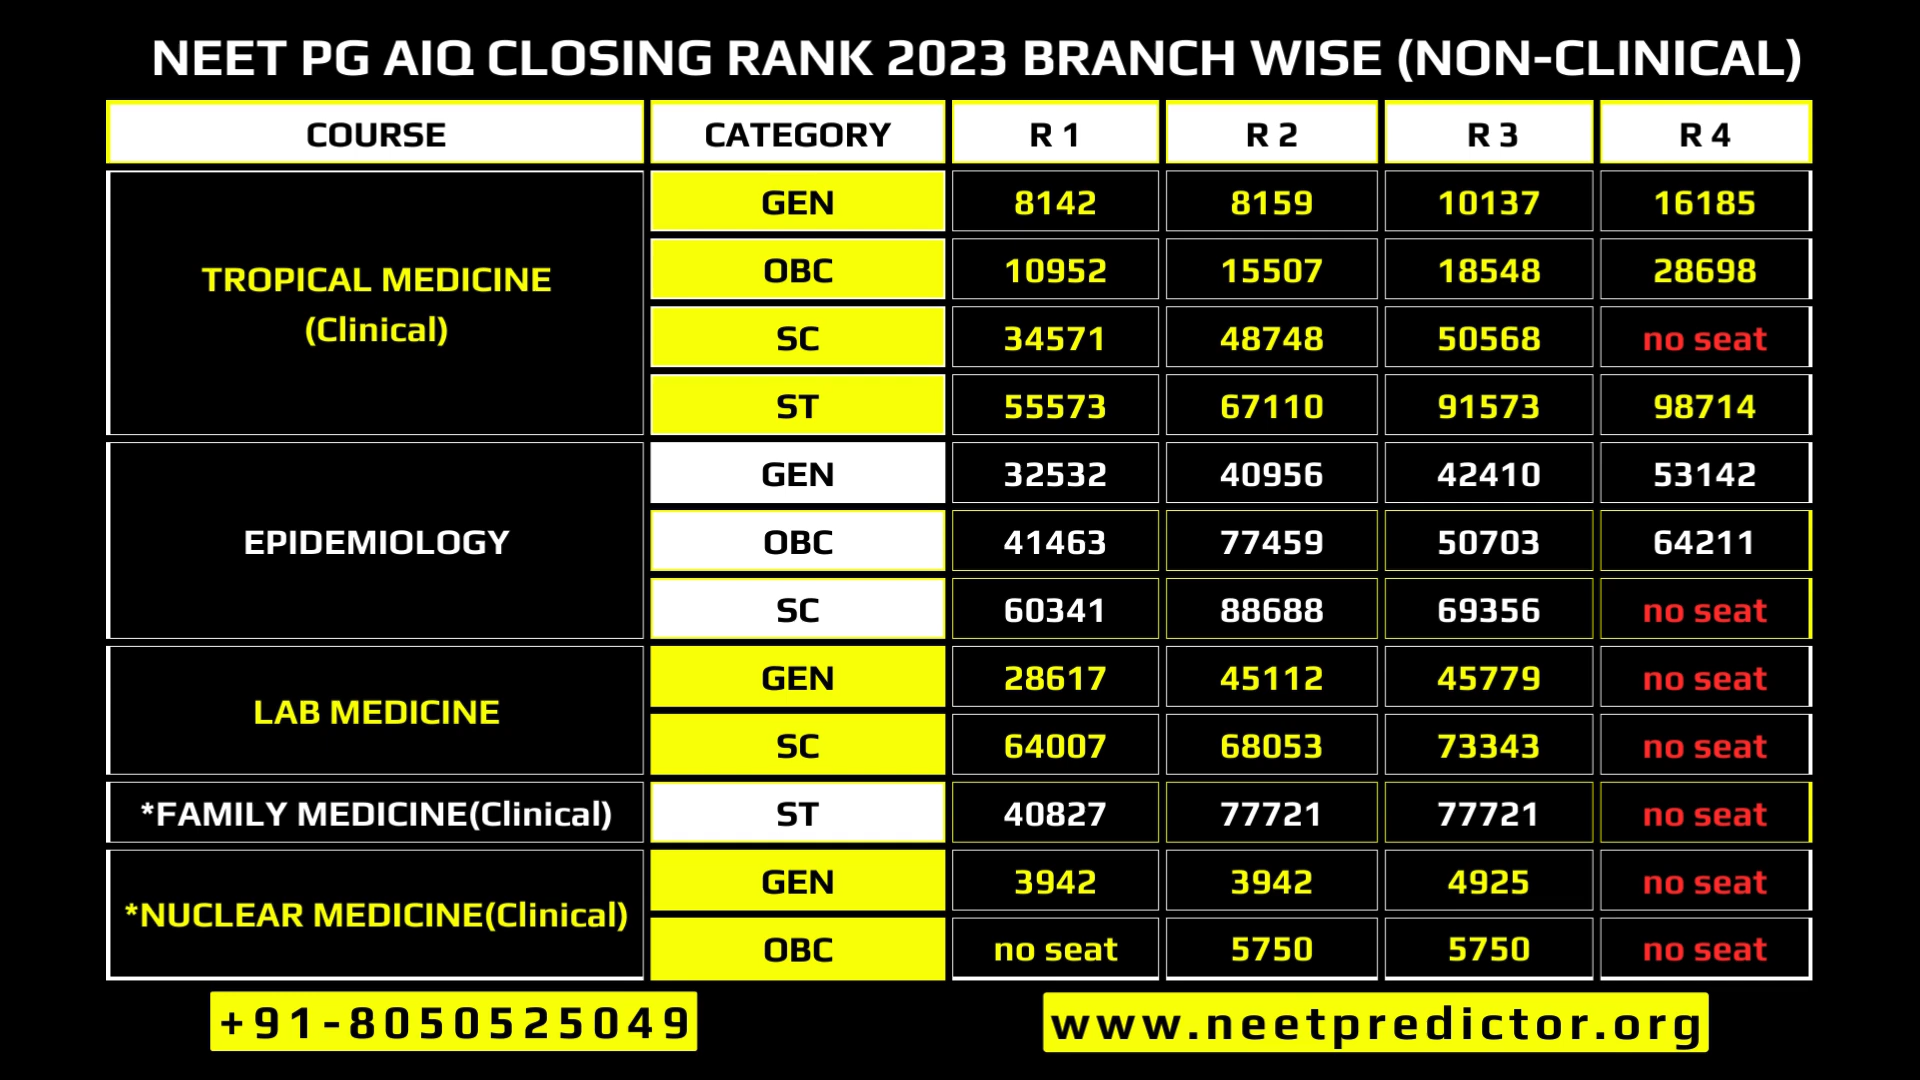 NEET PG AIQ CLOSING RANK 2023 BRANCH WISE (NON-CLINICAL)
COURSE CATEGORY R 1 R 2 R 3 R 4
TROPICAL MEDICINE
(Clinical)
GEN 8142 8159 10137 16185
OBC 10952 15507 18548 28698
SC 34571 48748 50568 no seat
ST 55573 67110 91573 98714
EPIDEMIOLOGY
GEN 32532 40956 42410 53142
OBC 41463 77459 50703 64211
SC 60341 88688 69356 no seat
LAB MEDICINE
GEN 28617 45112 45779 no seat
SC 64007 68053 73343 no seat
*FAMILY MEDICINE(Clinical) ST 40827 77721 77721 no seat
*NUCLEAR MEDICINE(Clinical)
GEN 3942 3942 4925 no seat
OBC no seat 5750 5750 no seat
+91-8050525049 www.neetpredictor.org